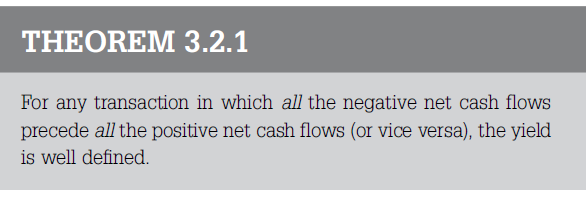 THEOREM 3.2.1
For any transaction in which all the negative net cash flows
precede all the positive net cash flows (or vice versa), the yield
is well defined.